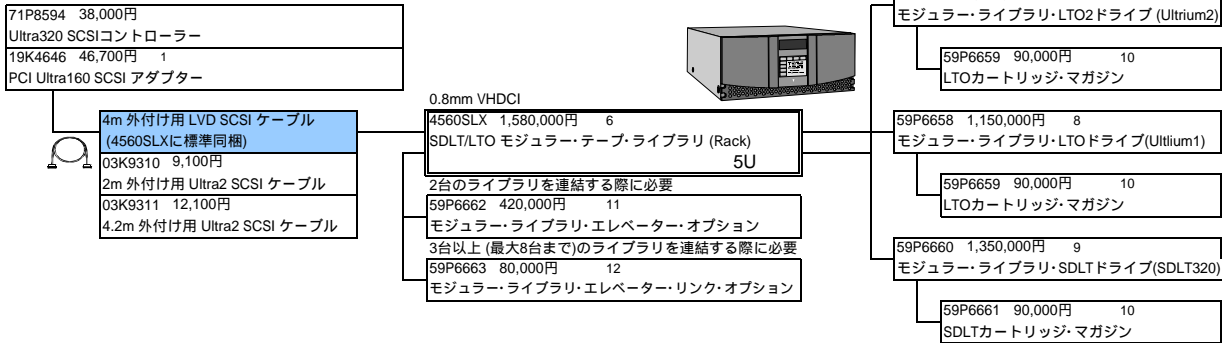 71P8594 38,000円
Ultra320 SCSIコントローラー
19K4646 46,700円 1
PCI Ultra160 SCSI アダプター
4m 外付け用 LVD SCSI ケーブル
(4560SLXに標準同梱)
03K9310 9,100円
2m 外付け用 Ultra2 SCSI ケーブル
03K9311 12,100円
4.2m 外付け用 Ultra2 SCSI ケーブル
0.8mm VHDCI
4560SLX 1,580,000円 6
SDLT/LTO モジュラー・テープ・ライブラリ (Rack)
5U
2台のライブラリを連結する際に必要
59P6662 420,000円 11
モジュラー・ライブラリ・エレベーター・オプション
3台以上 (最大8台まで)のライブラリを連結する際に必要
59P6663 80,000円 12
モジュラー・ライブラリ・エレベーター・リンク・オプション
モジュラー・ライブラリ・LTO2ドライブ (Ultrium2)
59P6659 90,000円 10
LTOカートリッジ・マガジン
59P6658 1,150,000円 8
モジュラー・ライブラリ・LTOドライブ(Ultlium1)
59P6659 90,000円 10
LTOカートリッジ・マガジン
59P6660 1,350,000円 9
モジュラー・ライブラリ・SDLTドライブ(SDLT320)
59P6661 90,000円 10
SDLTカートリッジ・マガジン